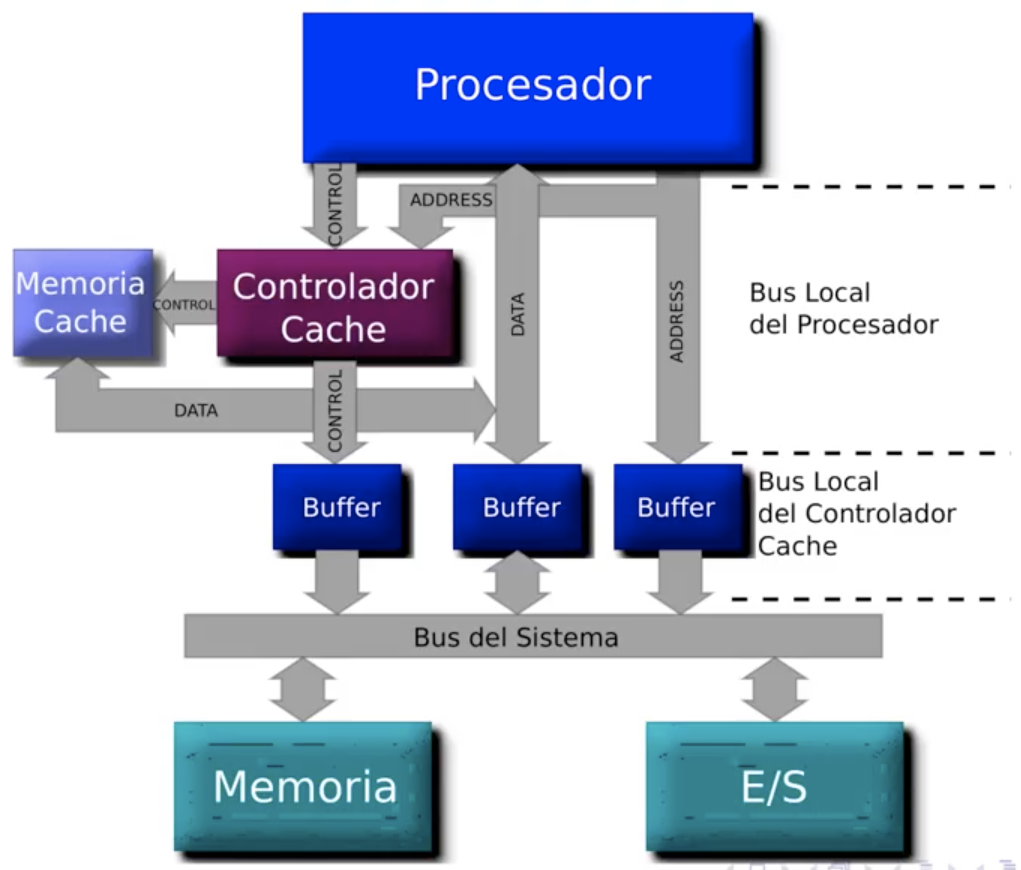 Procesador
CONTROL
ADDRESS
Memoria
Cache
CONTROL
Controlador
Cache
DATA
ADDRESS
Bus Local
del Procesador
DATA
CONTROL
Buffer
Buffer
Buffer
Bus Local
del Controlador
Cache
Bus del Sistema
Memoria
E/S